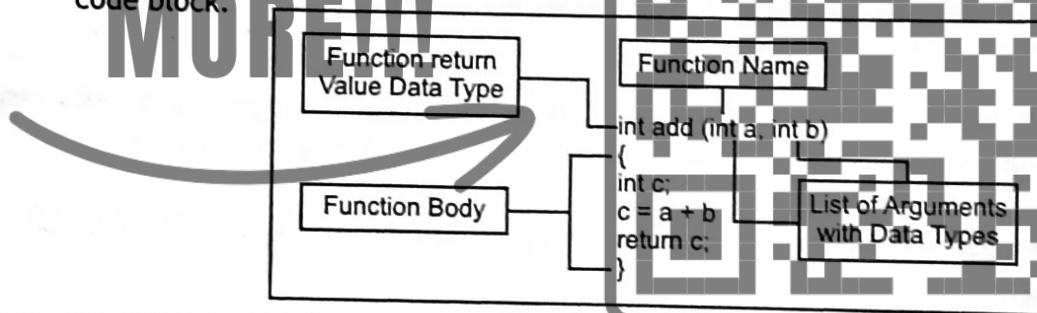 code block.
MORE!!!
Function return
Value Data Type
Function Name
int add (int a, int b)
{
int c;
c = a + b
return c;
}
Function Body
List of Arguments
with Data Types